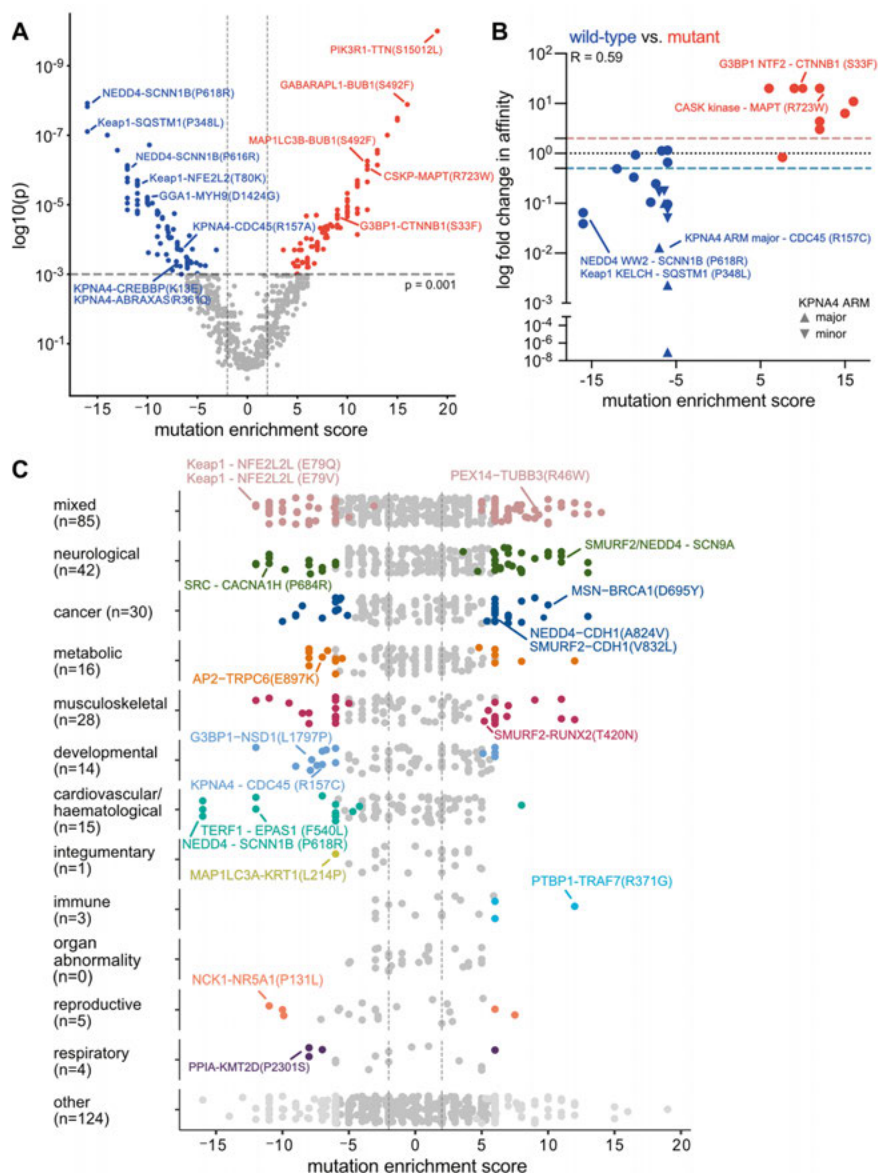 A
10-9
10-7
10-5
10-3
10-1
log10(p)
PIK3R1-TTN(S15012L)
NEDD4-SCNN1B(P618R)
GABARAPL1-BUB1(S492F)
Keap1-SQSTM1(P348L)
MAP1LC3B-BUB1(S492F)
NEDD4-SCNN1B(P616R)
CSKP-MAPT(R723W)
Keap1-NFE2L2(T80K)
GGA1-MYH9(D1424G)
KPNA4-CDC45(R157A)
G3BP1-CTNNB1(S33F)
KPNA4-CREBBP(K13E)
KPNA4-ABRAXAS(R361Q)
p = 0.001
−15 −10 −5 0 5 10 15 20
mutation enrichment score
B
wild-type vs. mutant
R = 0.59
10^2
10^1
10^0
10^-1
10^-2
10^-3
10^-4
10^-6
10^-8
log fold change in affinity
G3BP1 NTF2 - CTNNB1 (S33F)
CASK kinase - MAPT (R723W)
KPNA4 ARM major - CDC45 (R157C)
NEDD4 WW2 - SCNN1B (P618R)
Keap1 KELCH - SQSTM1 (P348L)
KPNA4 ARM
major
minor
-15 -5 5 15
mutation enrichment score
C
Keap1 - NFE2L2L (E79Q)
Keap1 - NFE2L2L (E79V)
PEX14−TUBB3(R46W)
mixed
(n=85)
neurological
(n=42)
SMURF2/NEDD4 - SCN9A
SRC - CACNA1H (P684R)
cancer (n=30)
MSN−BRCA1(D695Y)
NEDD4−CDH1(A824V)
SMURF2−CDH1(V832L)
metabolic
(n=16)
AP2−TRPC6(E897K)
musculoskeletal
(n=28)
SMURF2-RUNX2(T420N)
G3BP1−NSD1(L1797P)
developmental
(n=14)
KPNA4 - CDC45 (R157C)
cardiovascular/
haematological
(n=15)
TERF1 - EPAS1 (F540L)
NEDD4 - SCNN1B (P618R)
integumentary
(n=1)
MAP1LC3A-KRT1(L214P)
immune
(n=3)
PTBP1-TRAF7(R371G)
organ
abnormality
(n=0)
NCK1-NR5A1(P131L)
reproductive
(n=5)
respiratory
(n=4)
PPIA-KMT2D(P2301S)
other
(n=124)
−15 −10 −5 0 5 10 15 20
mutation enrichment score